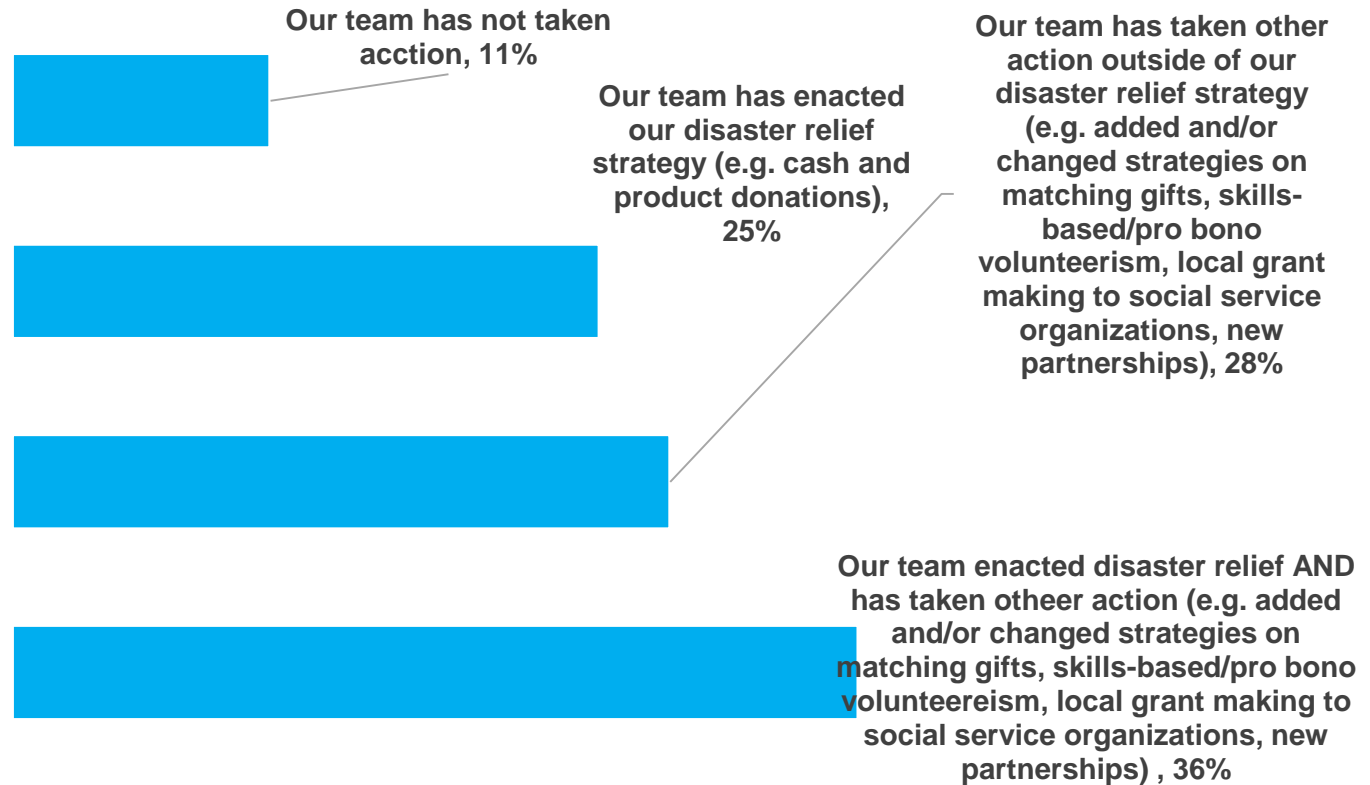 Our team has not taken
acction, 11%
Our team has enacted
our disaster relief
strategy (e.g. cash and
product donations),
25%
Our team has taken other
action outside of our
disaster relief strategy
(e.g. added and/or
changed strategies on
matching gifts, skills-
based/pro bono
volunteerism, local grant
making to social service
organizations, new
partnerships), 28%
Our team enacted disaster relief AND
has taken otheer action (e.g. added
and/or changed strategies on
matching gifts, skills-based/pro bono
volunteereism, local grant making to
social service organizations, new
partnerships) , 36%